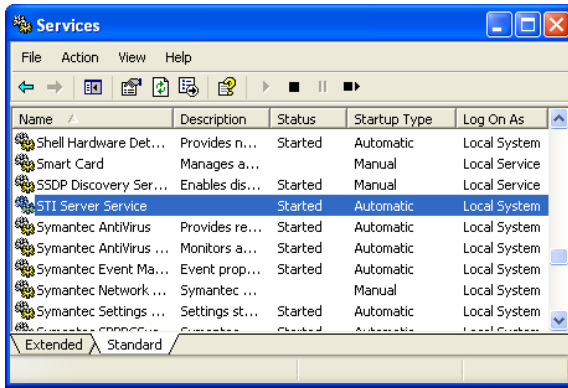 Services
File Action View Help
Name Description Status Startup Type Log On As
Shell Hardware Det... Provides n... Started Automatic Local System
Smart Card Manages a... Manual Local Service
SSDP Discovery Ser... Enables dis... Manual Local Service
STI Server Service Started Automatic Local System
Symantec AntiVirus Provides re... Started Automatic Local System
Symantec AntiVirus ... Monitors a... Started Automatic Local System
Symantec Event Ma... Event prop... Started Automatic Local System
Symantec Network ... Symantec ... Manual Local System
Symantec Settings ... Settings st... Started Automatic Local System
Extended Standard